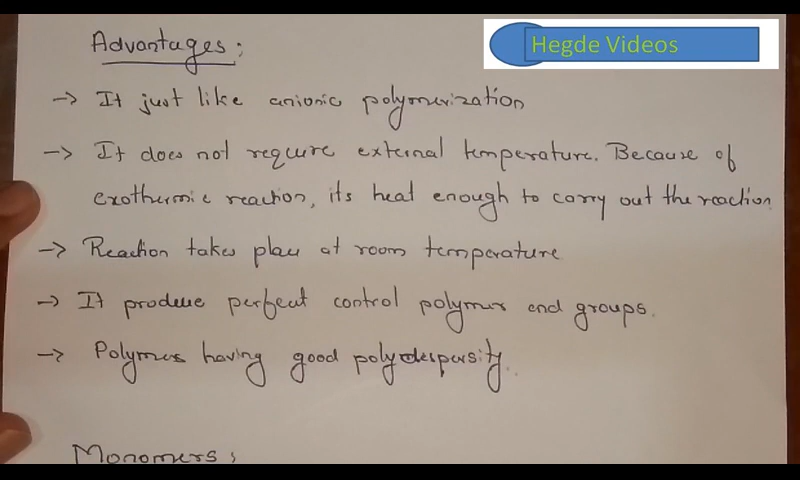 Hegde Videos
Advantages:
→ It just like anionic polymerization
→ It does not require external temperature. Because of
exothermic reaction, its heat enough to carry out the reaction
→ Reaction takes place at room temperature
→ It produce perfect control polymer end groups.
→ Polymers having good polydispersity.
Monomers: